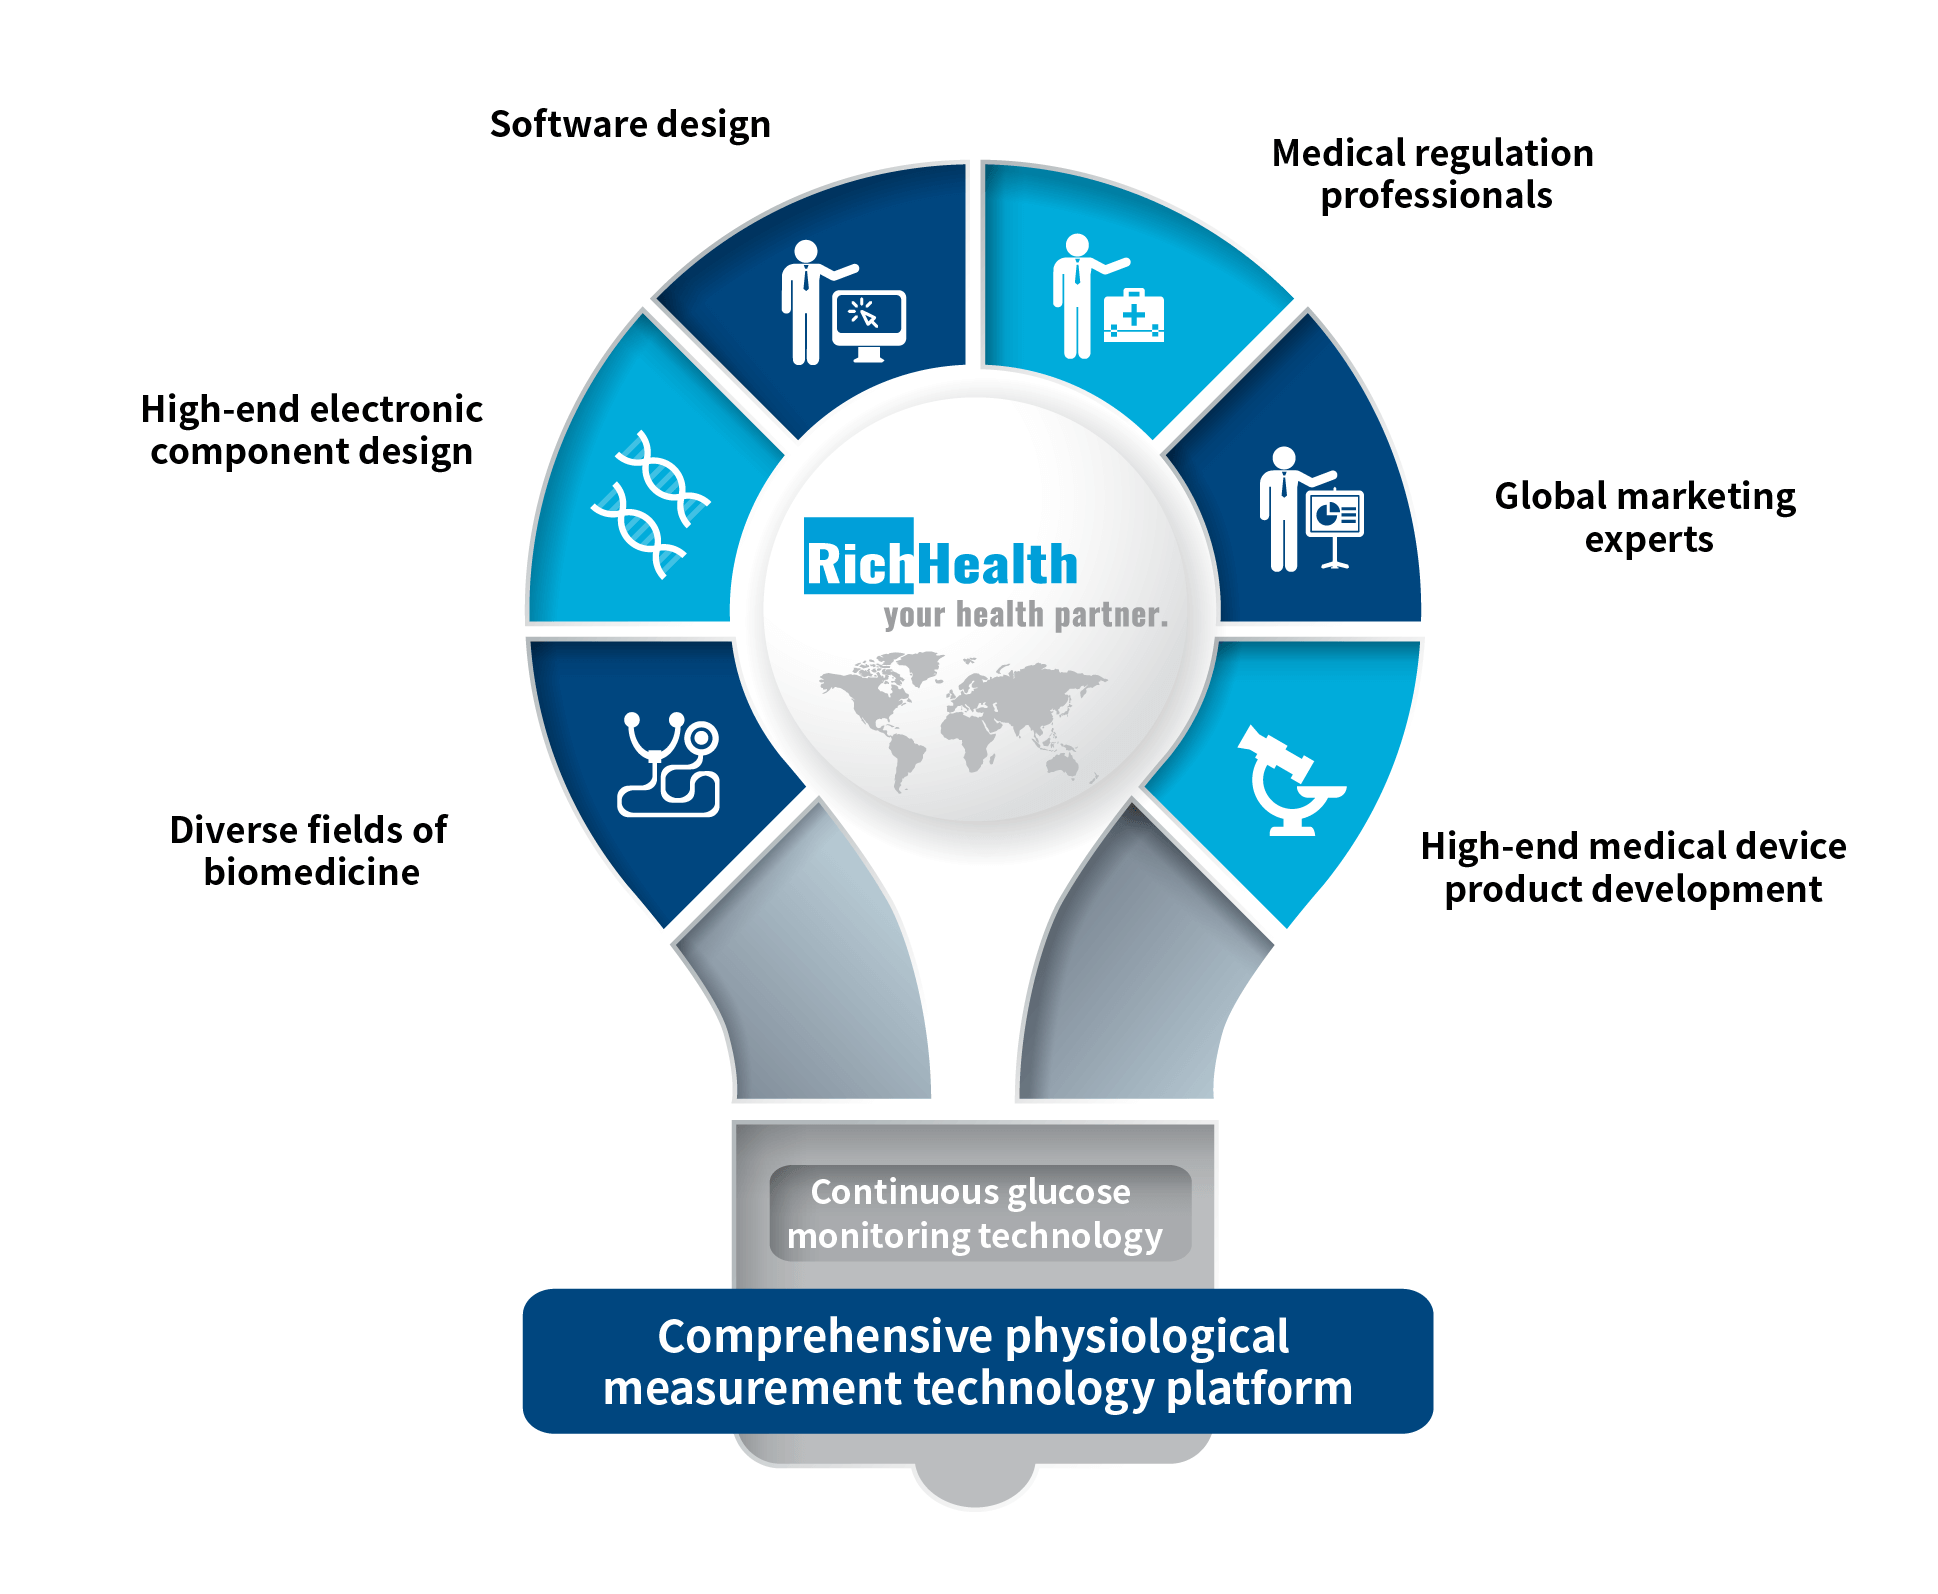 Software design
Medical regulation
professionals
High-end electronic
component design
Global marketing
experts
RichHealth
your health partner.
Diverse fields of
biomedicine
High-end medical device
product development
Continuous glucose
monitoring technology
Comprehensive physiological
measurement technology platform